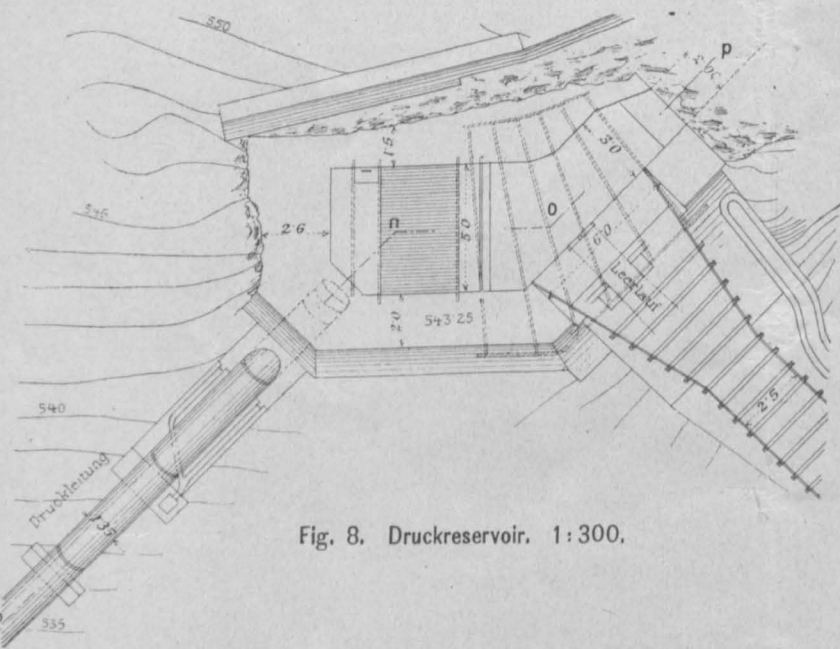 550
p
1·5
3·0
546
n
o
2·6
5·0
6·0
Leerlauf
2·0
543·25
540
2·5
Druckleitung
1·35
Fig. 8. Druckreservoir. 1:300.
535